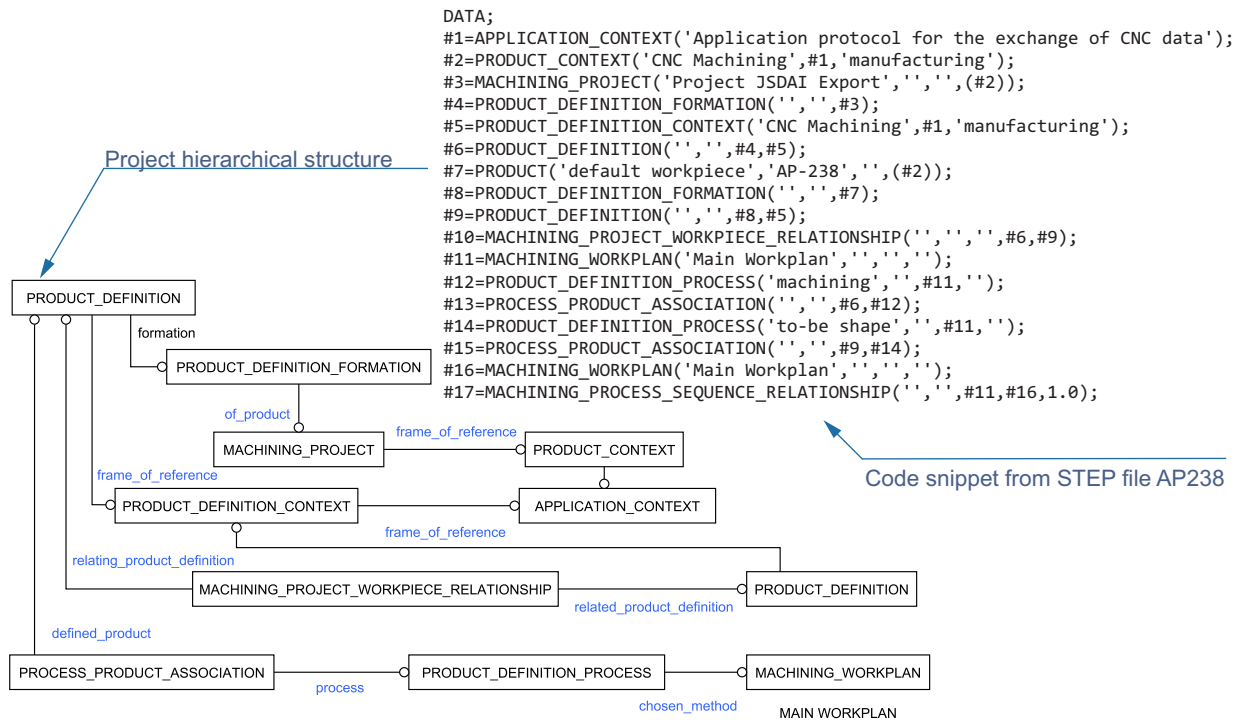 DATA;
#1=APPLICATION_CONTEXT('Application protocol for the exchange of CNC data');
#2=PRODUCT_CONTEXT('CNC Machining',#1,'manufacturing');
#3=MACHINING_PROJECT('Project JSDAI Export','','',(#2));
#4=PRODUCT_DEFINITION_FORMATION('','',#3);
#5=PRODUCT_DEFINITION_CONTEXT('CNC Machining',#1,'manufacturing');
#6=PRODUCT_DEFINITION('','',#4,#5);
#7=PRODUCT('default workpiece','AP-238','',(#2));
#8=PRODUCT_DEFINITION_FORMATION('','',#7);
#9=PRODUCT_DEFINITION('','',#8,#5);
#10=MACHINING_PROJECT_WORKPIECE_RELATIONSHIP('','','',#6,#9);
#11=MACHINING_WORKPLAN('Main Workplan','','','');
#12=PRODUCT_DEFINITION_PROCESS('machining','',#11,'');
#13=PROCESS_PRODUCT_ASSOCIATION('','',#6,#12);
#14=PRODUCT_DEFINITION_PROCESS('to-be shape','',#11,'');
#15=PROCESS_PRODUCT_ASSOCIATION('','',#9,#14);
#16=MACHINING_WORKPLAN('Main Workplan','','','');
#17=MACHINING_PROCESS_SEQUENCE_RELATIONSHIP('','',#11,#16,1.0);
Project hierarchical structure
Code snippet from STEP file AP238
PRODUCT_DEFINITION
formation
PRODUCT_DEFINITION_FORMATION
of_product
MACHINING_PROJECT
frame_of_reference
PRODUCT_CONTEXT
frame_of_reference
PRODUCT_DEFINITION_CONTEXT
APPLICATION_CONTEXT
frame_of_reference
relating_product_definition
MACHINING_PROJECT_WORKPIECE_RELATIONSHIP
related_product_definition
PRODUCT_DEFINITION
defined_product
PROCESS_PRODUCT_ASSOCIATION
process
PRODUCT_DEFINITION_PROCESS
chosen_method
MACHINING_WORKPLAN
MAIN WORKPLAN